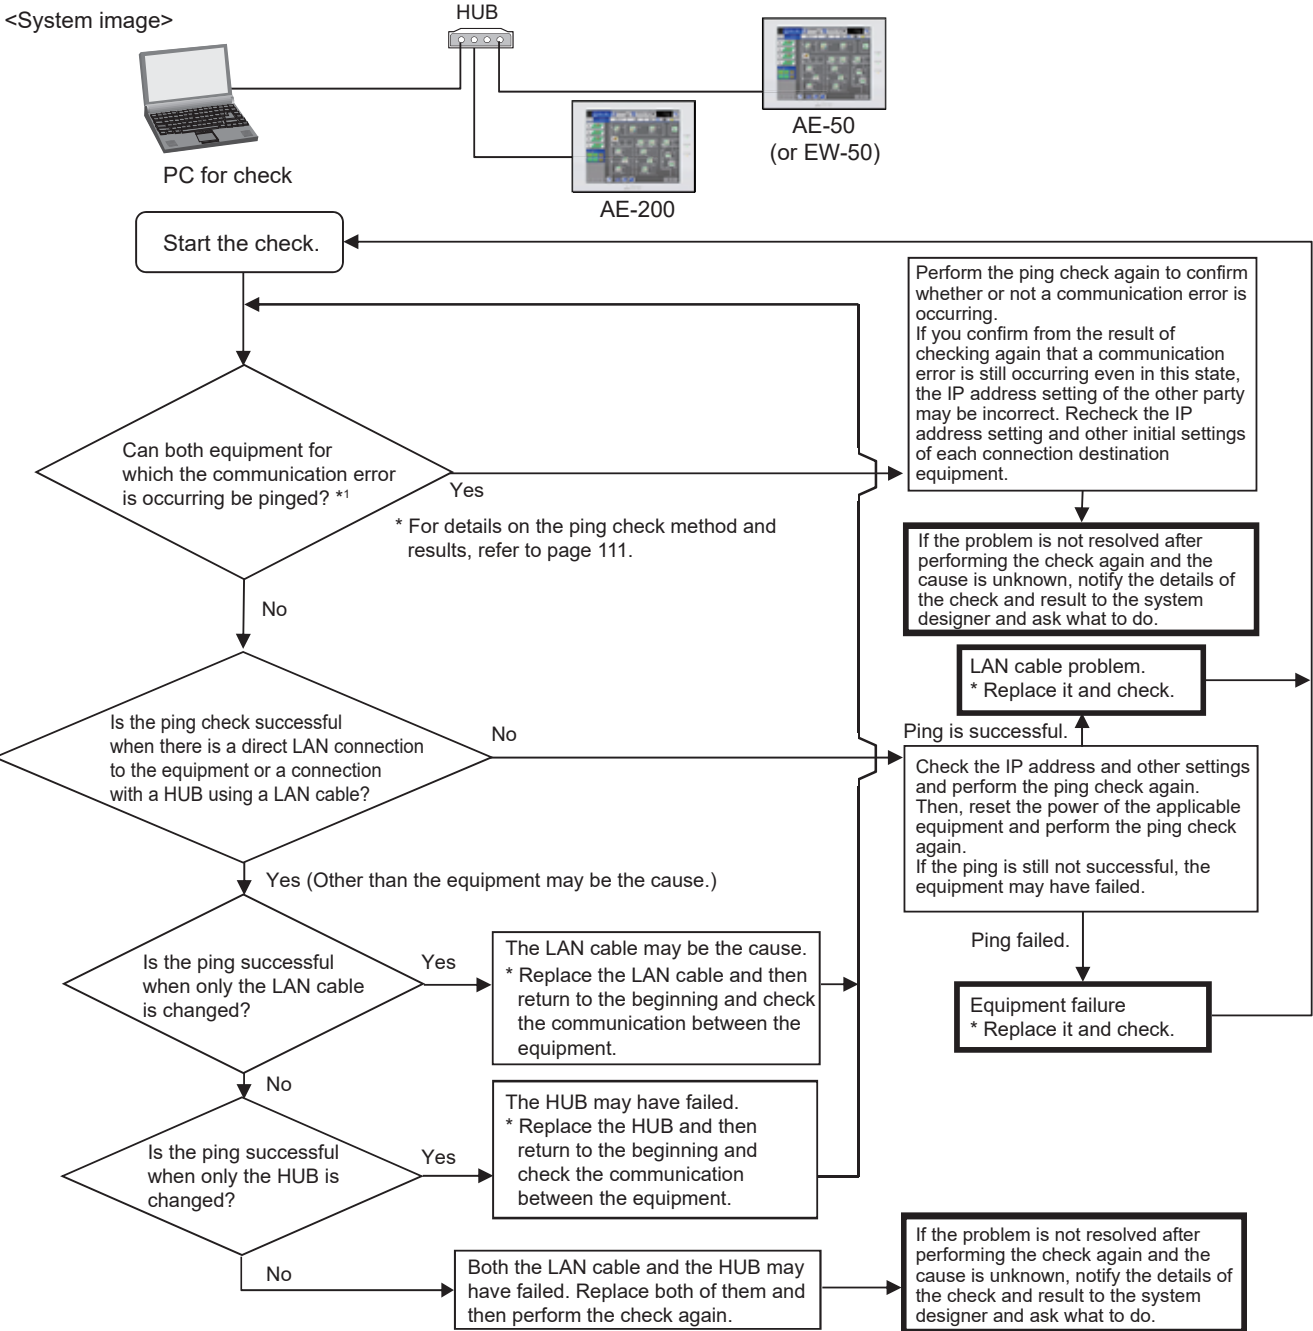 <System image>
HUB
PC for check
AE-200
AE-50
(or EW-50)
Start the check.
Can both equipment for
which the communication error
is occurring be pinged? *1
Yes
* For details on the ping check method and
results, refer to page 111.
Perform the ping check again to confirm
whether or not a communication error is
occurring.
If you confirm from the result of
checking again that a communication
error is still occurring even in this state,
the IP address setting of the other party
may be incorrect. Recheck the IP
address setting and other initial settings
of each connection destination
equipment.
If the problem is not resolved after
performing the check again and the
cause is unknown, notify the details of
the check and result to the system
designer and ask what to do.
No
Is the ping check successful
when there is a direct LAN connection
to the equipment or a connection
with a HUB using a LAN cable?
No
LAN cable problem.
* Replace it and check.
Ping is successful.
Check the IP address and other settings
and perform the ping check again.
Then, reset the power of the applicable
equipment and perform the ping check
again.
If the ping is still not successful, the
equipment may have failed.
Ping failed.
Equipment failure
* Replace it and check.
Yes (Other than the equipment may be the cause.)
Is the ping successful
when only the LAN cable
is changed?
Yes
The LAN cable may be the cause.
* Replace the LAN cable and then
return to the beginning and check
the communication between the
equipment.
No
Is the ping successful
when only the HUB is
changed?
Yes
The HUB may have failed.
* Replace the HUB and then
return to the beginning and
check the communication
between the equipment.
No
Both the LAN cable and the HUB may
have failed. Replace both of them and
then perform the check again.
If the problem is not resolved after
performing the check again and the
cause is unknown, notify the details of
the check and result to the system
designer and ask what to do.